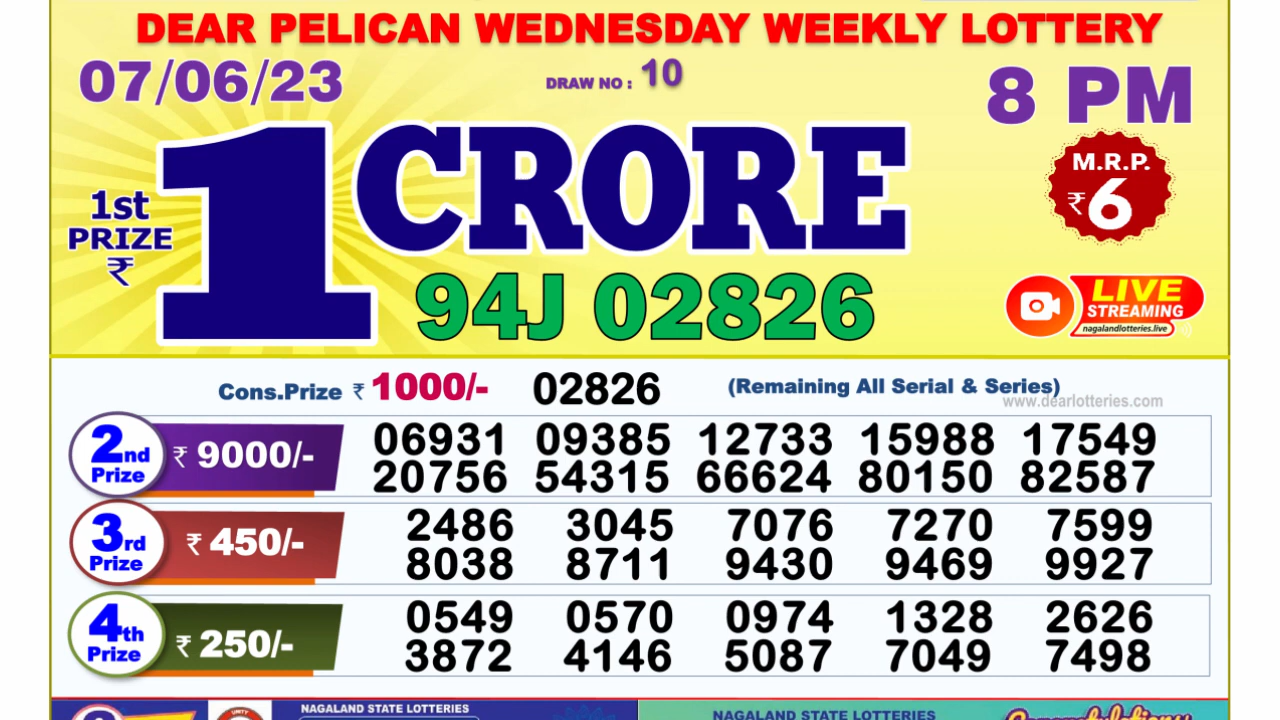 DEAR PELICAN WEDNESDAY WEEKLY LOTTERY
07/06/23
DRAW NO : 10
8 PM
1st PRIZE ₹
1 CRORE
M.R.P.
₹6
94J 02826
LIVE
STREAMING
nagalandlotteries.live
Cons.Prize ₹ 1000/- 02826 (Remaining All Serial & Series)
www.dearlotteries.com
2nd Prize ₹ 9000/-
06931 09385 12733 15988 17549
20756 54315 66624 80150 82587
3rd Prize ₹ 450/-
2486 3045 7076 7270 7599
8038 8711 9430 9469 9927
4th Prize ₹ 250/-
0549 0570 0974 1328 2626
3872 4146 5087 7049 7498
UNITY
NAGALAND STATE LOTTERIES
NAGALAND STATE LOTTERIES